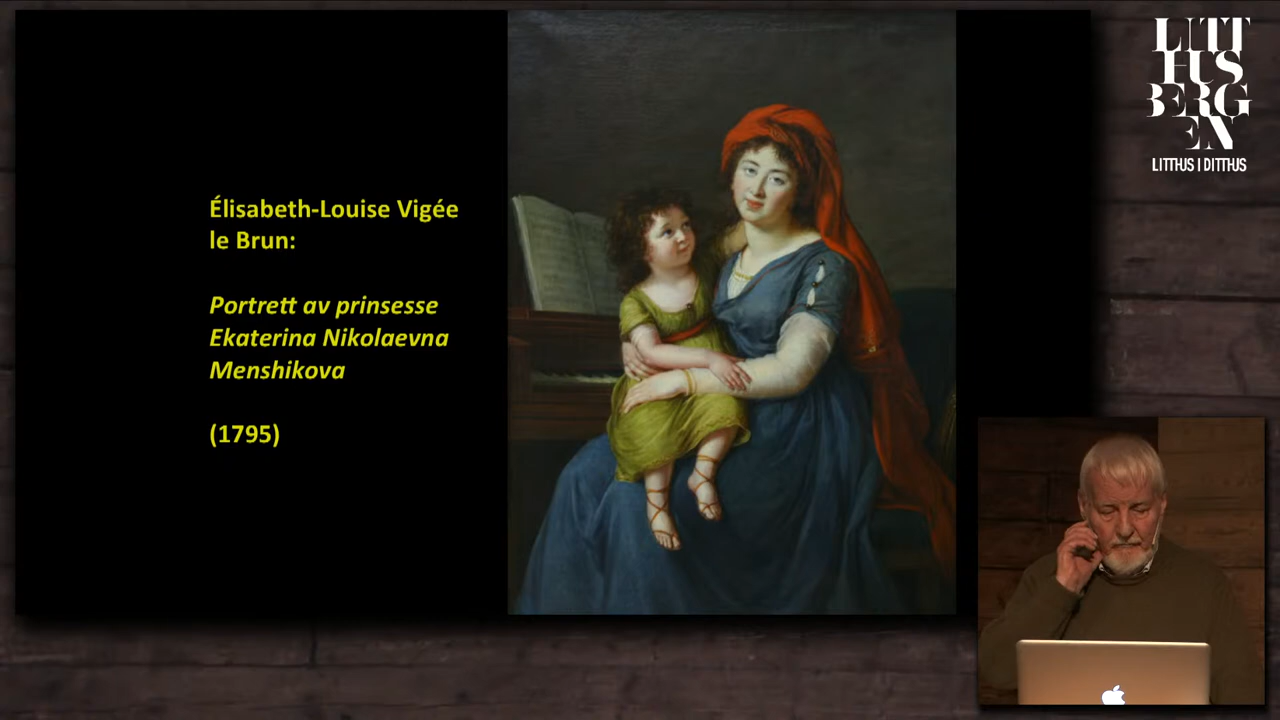 Élisabeth-Louise Vigée
le Brun:
Portrett av prinsesse
Ekaterina Nikolaevna
Menshikova
(1795)
LITT
HUS
BERG
EN
LITTHUS I DITTHUS